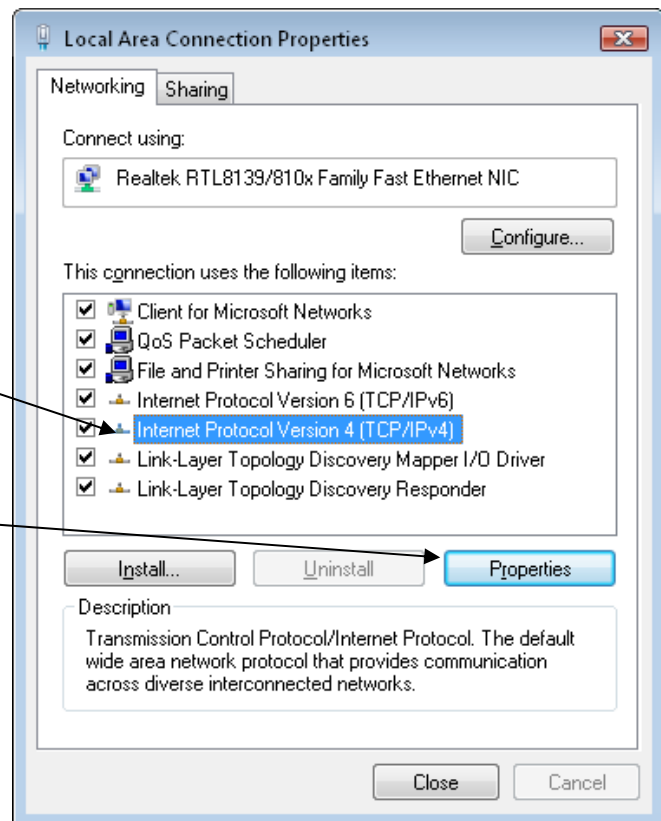 Local Area Connection Properties
Networking Sharing
Connect using:
Realtek RTL8139/810x Family Fast Ethernet NIC
Configure...
This connection uses the following items:
Client for Microsoft Networks
QoS Packet Scheduler
File and Printer Sharing for Microsoft Networks
Internet Protocol Version 6 (TCP/IPv6)
Internet Protocol Version 4 (TCP/IPv4)
Link-Layer Topology Discovery Mapper I/O Driver
Link-Layer Topology Discovery Responder
Install... Uninstall Properties
Description
Transmission Control Protocol/Internet Protocol. The default
wide area network protocol that provides communication
across diverse interconnected networks.
Close Cancel